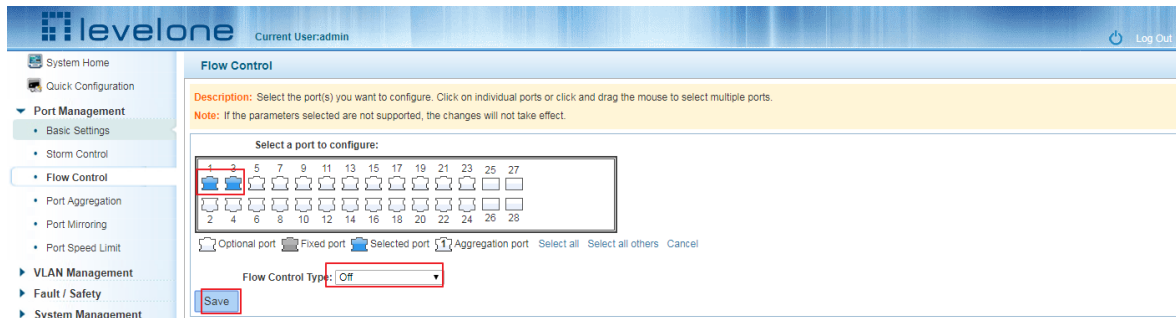 levelone
Current User:admin
Log Out
System Home
Quick Configuration
Port Management
Basic Settings
Storm Control
Flow Control
Port Aggregation
Port Mirroring
Port Speed Limit
VLAN Management
Fault / Safety
System Management
Flow Control
Description: Select the port(s) you want to configure. Click on individual ports or click and drag the mouse to select multiple ports.
Note: If the parameters selected are not supported, the changes will not take effect.
Select a port to configure:
1 3 5 7 9 11 13 15 17 19 21 23 25 27
2 4 6 8 10 12 14 16 18 20 22 24 26 28
Optional port Fixed port Selected port 1 Aggregation port Select all Select all others Cancel
Flow Control Type: Off
Save